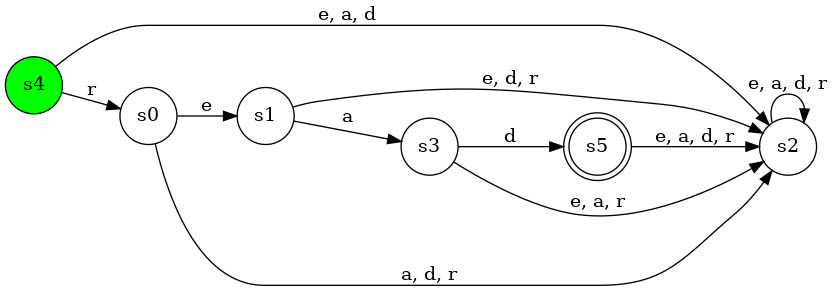 e, a, d
s4
r
s0
e
s1
e, d, r
a
s3
d
s5
e, a, d, r
e, a, d, r
s2
e, a, r
a, d, r